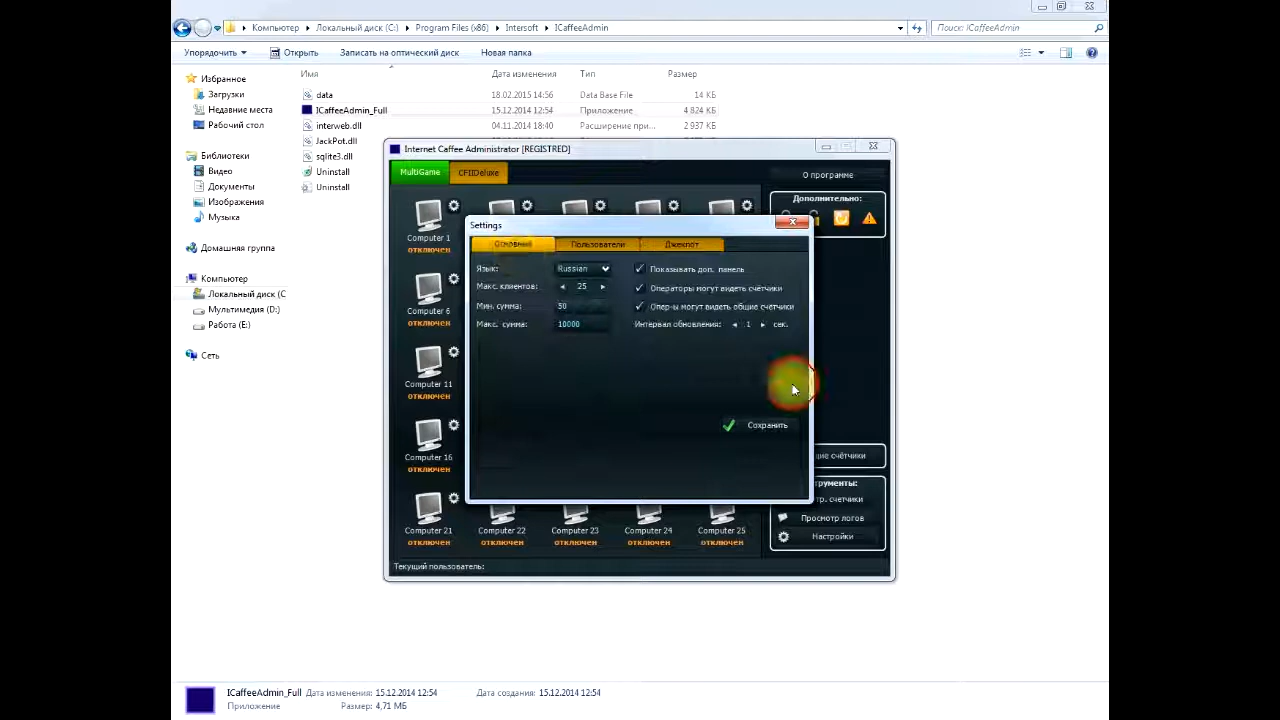 Компьютер ▸ Локальный диск (C:) ▸ Program Files (x86) ▸ Intersoft ▸ ICaffeeAdmin
Поиск: ICaffeeAdmin
Упорядочить Открыть Записать на оптический диск Новая папка
Имя Дата изменения Тип Размер
Избранное
Загрузки
Недавние места
Рабочий стол
Библиотеки
Видео
Документы
Изображения
Музыка
Домашняя группа
Компьютер
Локальный диск (C
Мультимедия (D:)
Работа (E:)
Сеть
data 18.02.2015 14:56 Data Base File 14 КБ
ICaffeeAdmin_Full 15.12.2014 12:54 Приложение 4 824 КБ
interweb.dll 04.11.2014 18:40 Расширение при... 2 937 КБ
JackPot.dll
sqlite3.dll
Uninstall
Uninstall
Internet Caffee Administrator [REGISTRED]
MultiGame CFIIDeluxe
О программе
Дополнительно:
Computer 1
отключен
Computer 6
отключен
Computer 11
отключен
Computer 16
отключен
Computer 21 Computer 22 Computer 23 Computer 24 Computer 25
отключен отключен отключен отключен отключен
Settings
Основные Пользователи Джекпот
Язык: Russian
Макс. клиентов: 25
Мин. сумма: 50
Макс. сумма: 10000
Показывать доп. панель
Операторы могут видеть счётчики
Опер-ы могут видеть общие счётчики
Интервал обновления: 1 сек.
Сохранить
щие счётчики
трументы:
тр. счетчики
Просмотр логов
Настройки
Текущий пользователь:
ICaffeeAdmin_Full Дата изменения: 15.12.2014 12:54 Дата создания: 15.12.2014 12:54
Приложение Размер: 4,71 МБ